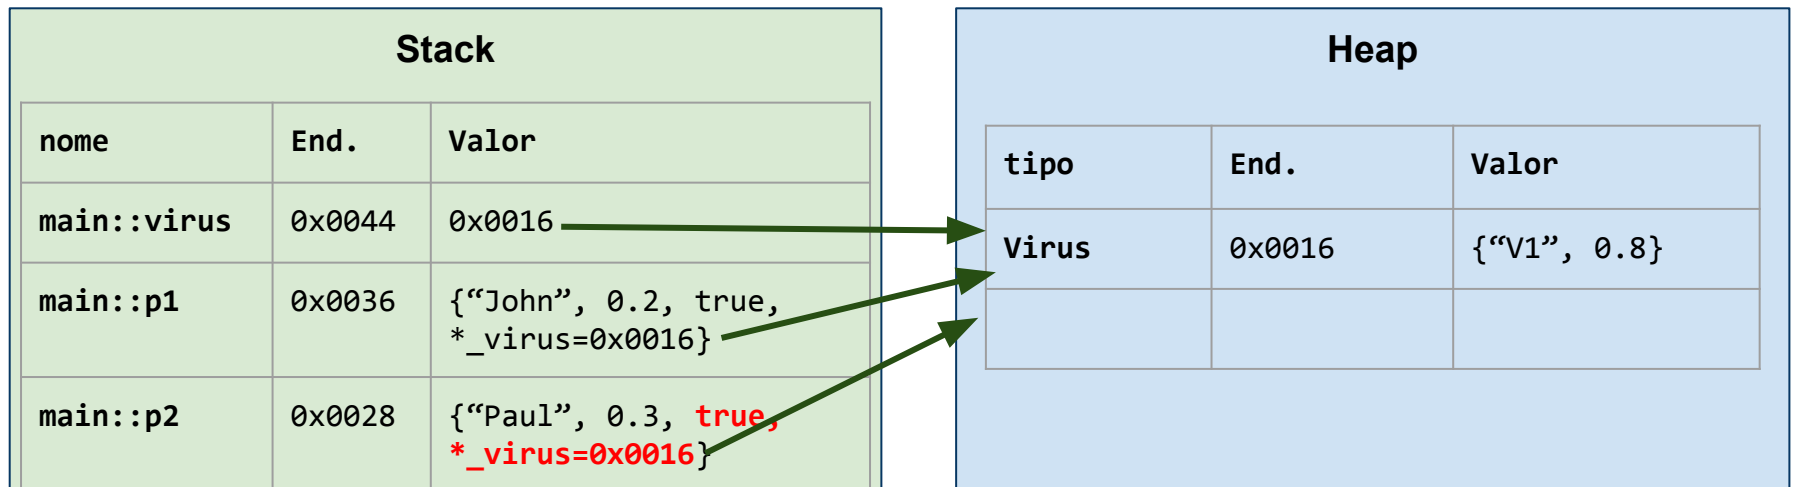 Stack
nome End. Valor
main::virus 0x0044 0x0016
main::p1 0x0036 {“John”, 0.2, true,
*_virus=0x0016}
main::p2 0x0028 {“Paul”, 0.3, true,
*_virus=0x0016}
Heap
tipo End. Valor
Virus 0x0016 {“V1”, 0.8}